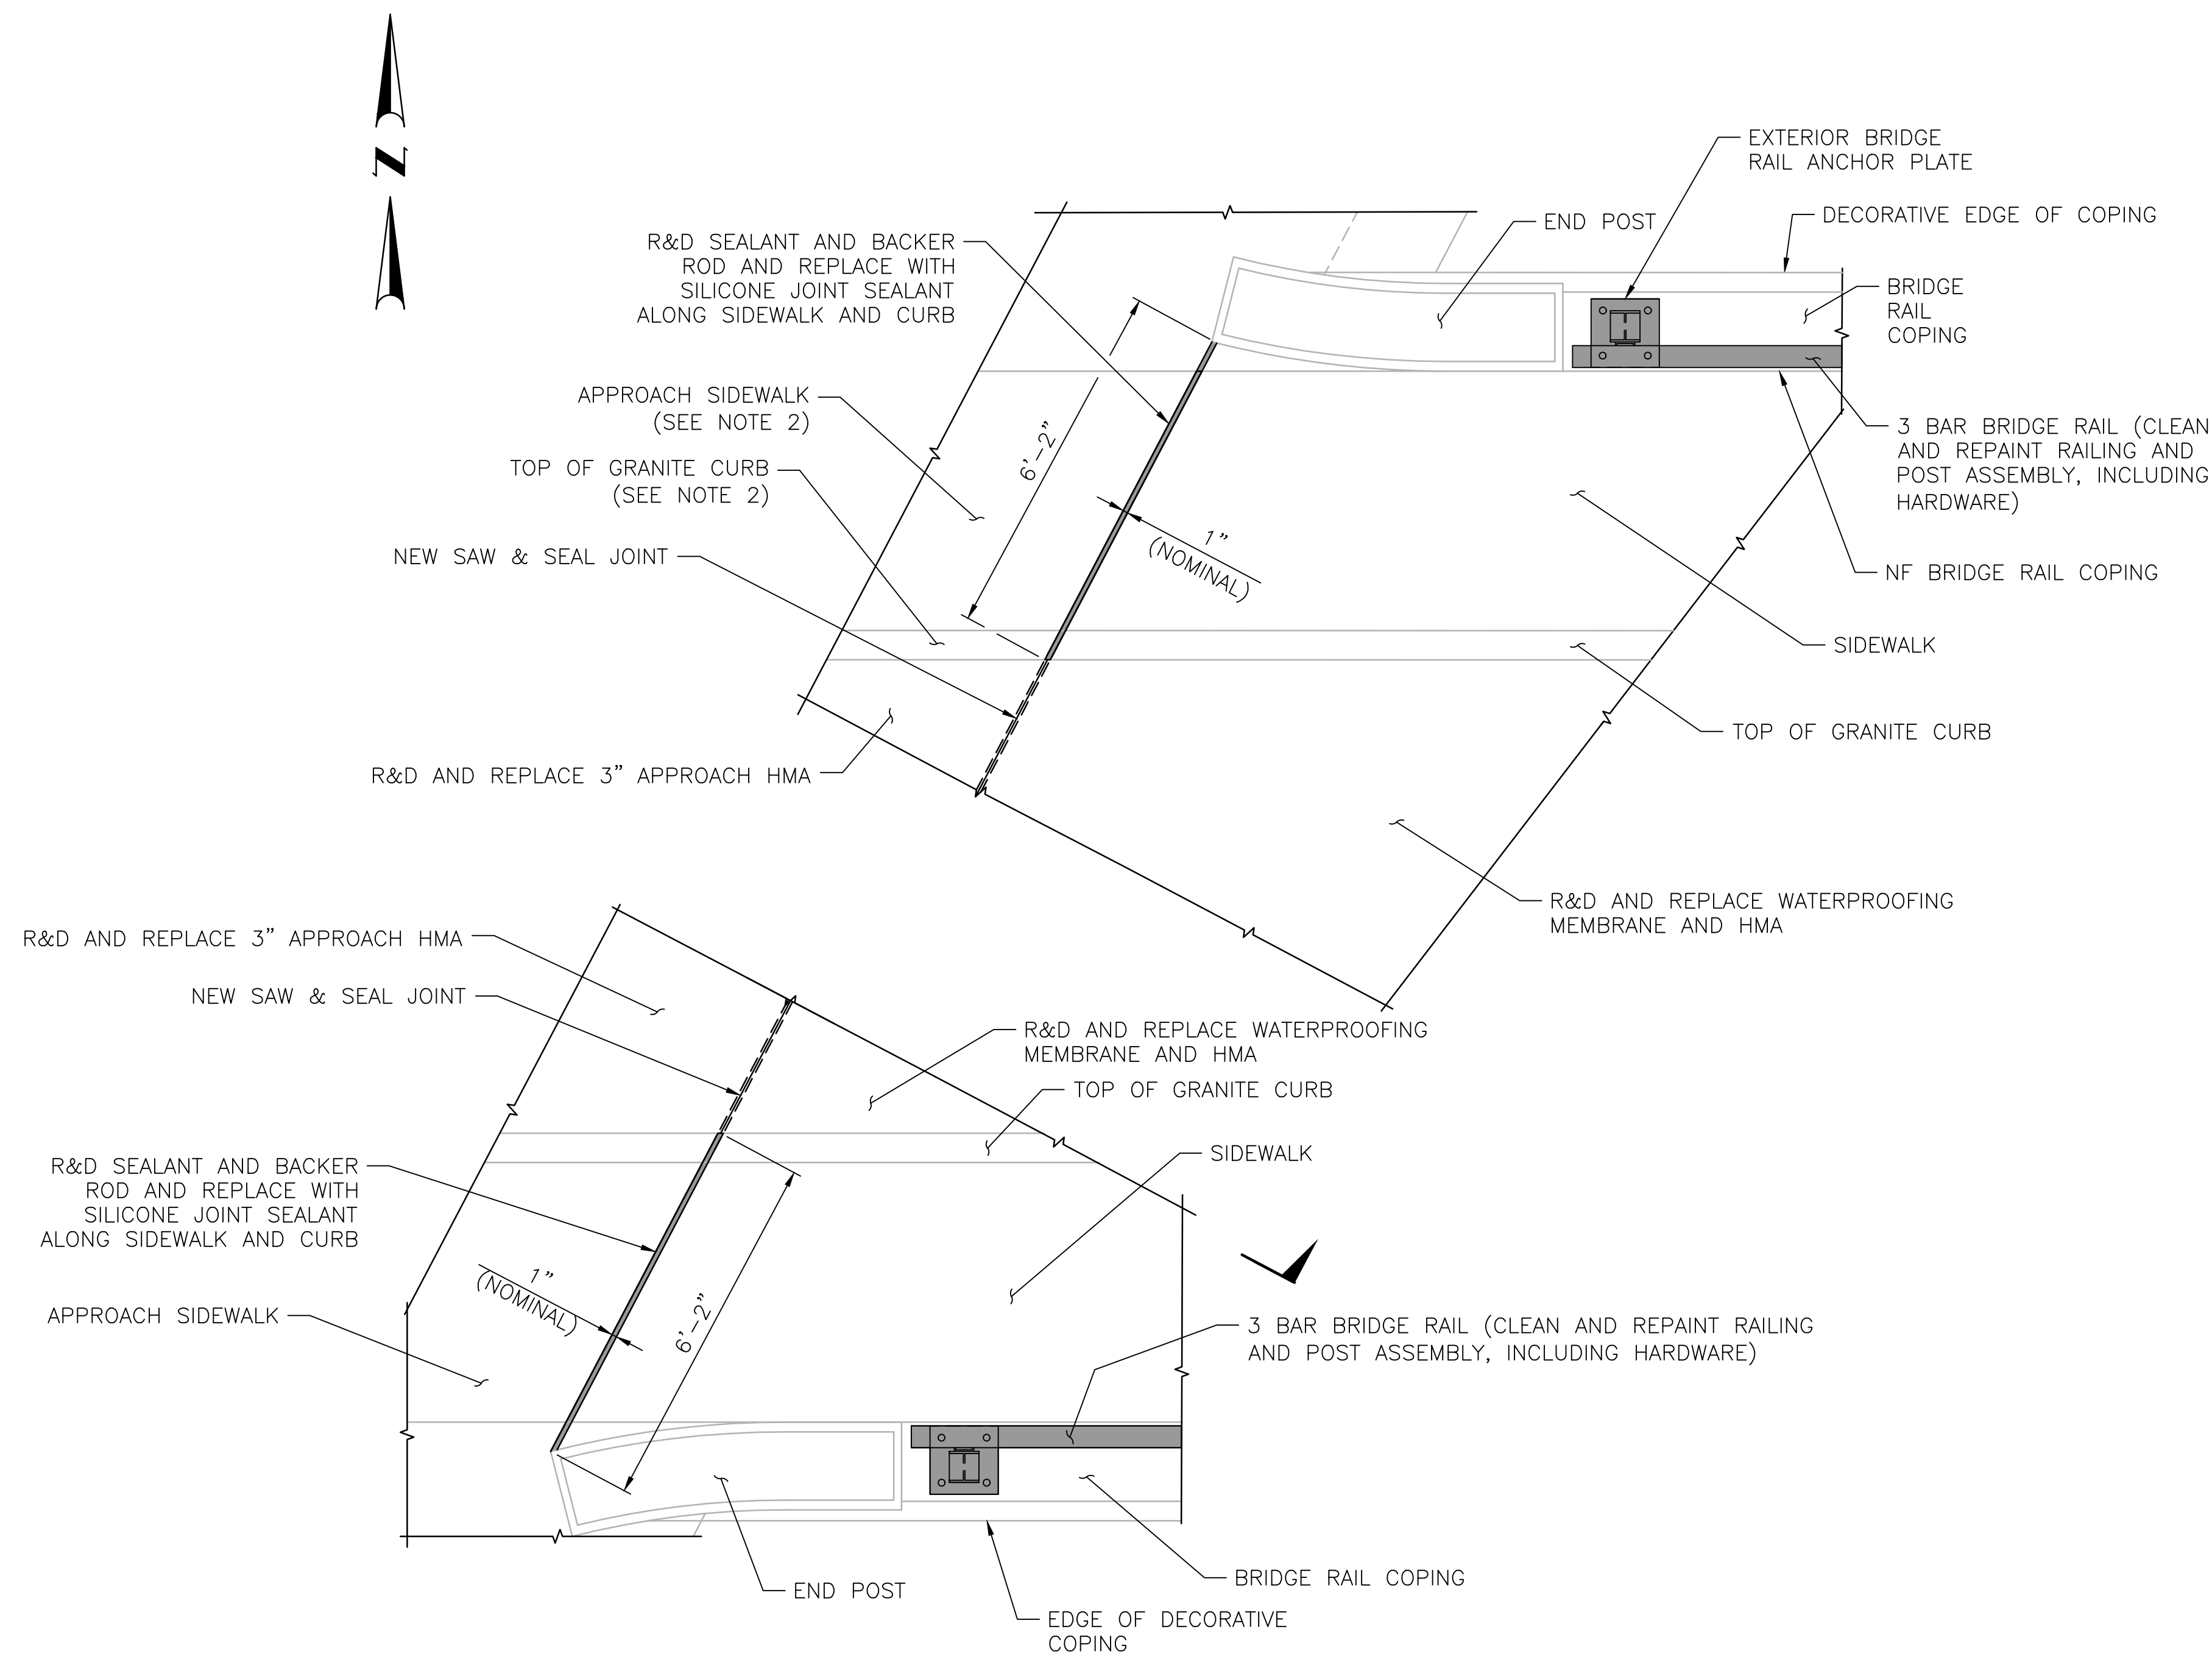 N
EXTERIOR BRIDGE
RAIL ANCHOR PLATE
END POST
DECORATIVE EDGE OF COPING
R&D SEALANT AND BACKER
ROD AND REPLACE WITH
SILICONE JOINT SEALANT
ALONG SIDEWALK AND CURB
BRIDGE
RAIL
COPING
APPROACH SIDEWALK
(SEE NOTE 2)
3 BAR BRIDGE RAIL (CLEAN
AND REPAINT RAILING AND
POST ASSEMBLY, INCLUDING
HARDWARE)
6'-2"
TOP OF GRANITE CURB
(SEE NOTE 2)
1"
(NOMINAL)
NEW SAW & SEAL JOINT
NF BRIDGE RAIL COPING
SIDEWALK
TOP OF GRANITE CURB
R&D AND REPLACE 3" APPROACH HMA
R&D AND REPLACE WATERPROOFING
MEMBRANE AND HMA
R&D AND REPLACE 3" APPROACH HMA
NEW SAW & SEAL JOINT
R&D AND REPLACE WATERPROOFING
MEMBRANE AND HMA
TOP OF GRANITE CURB
SIDEWALK
R&D SEALANT AND BACKER
ROD AND REPLACE WITH
SILICONE JOINT SEALANT
ALONG SIDEWALK AND CURB
1"
(NOMINAL)
6'-2"
APPROACH SIDEWALK
3 BAR BRIDGE RAIL (CLEAN AND REPAINT RAILING
AND POST ASSEMBLY, INCLUDING HARDWARE)
BRIDGE RAIL COPING
END POST
EDGE OF DECORATIVE
COPING